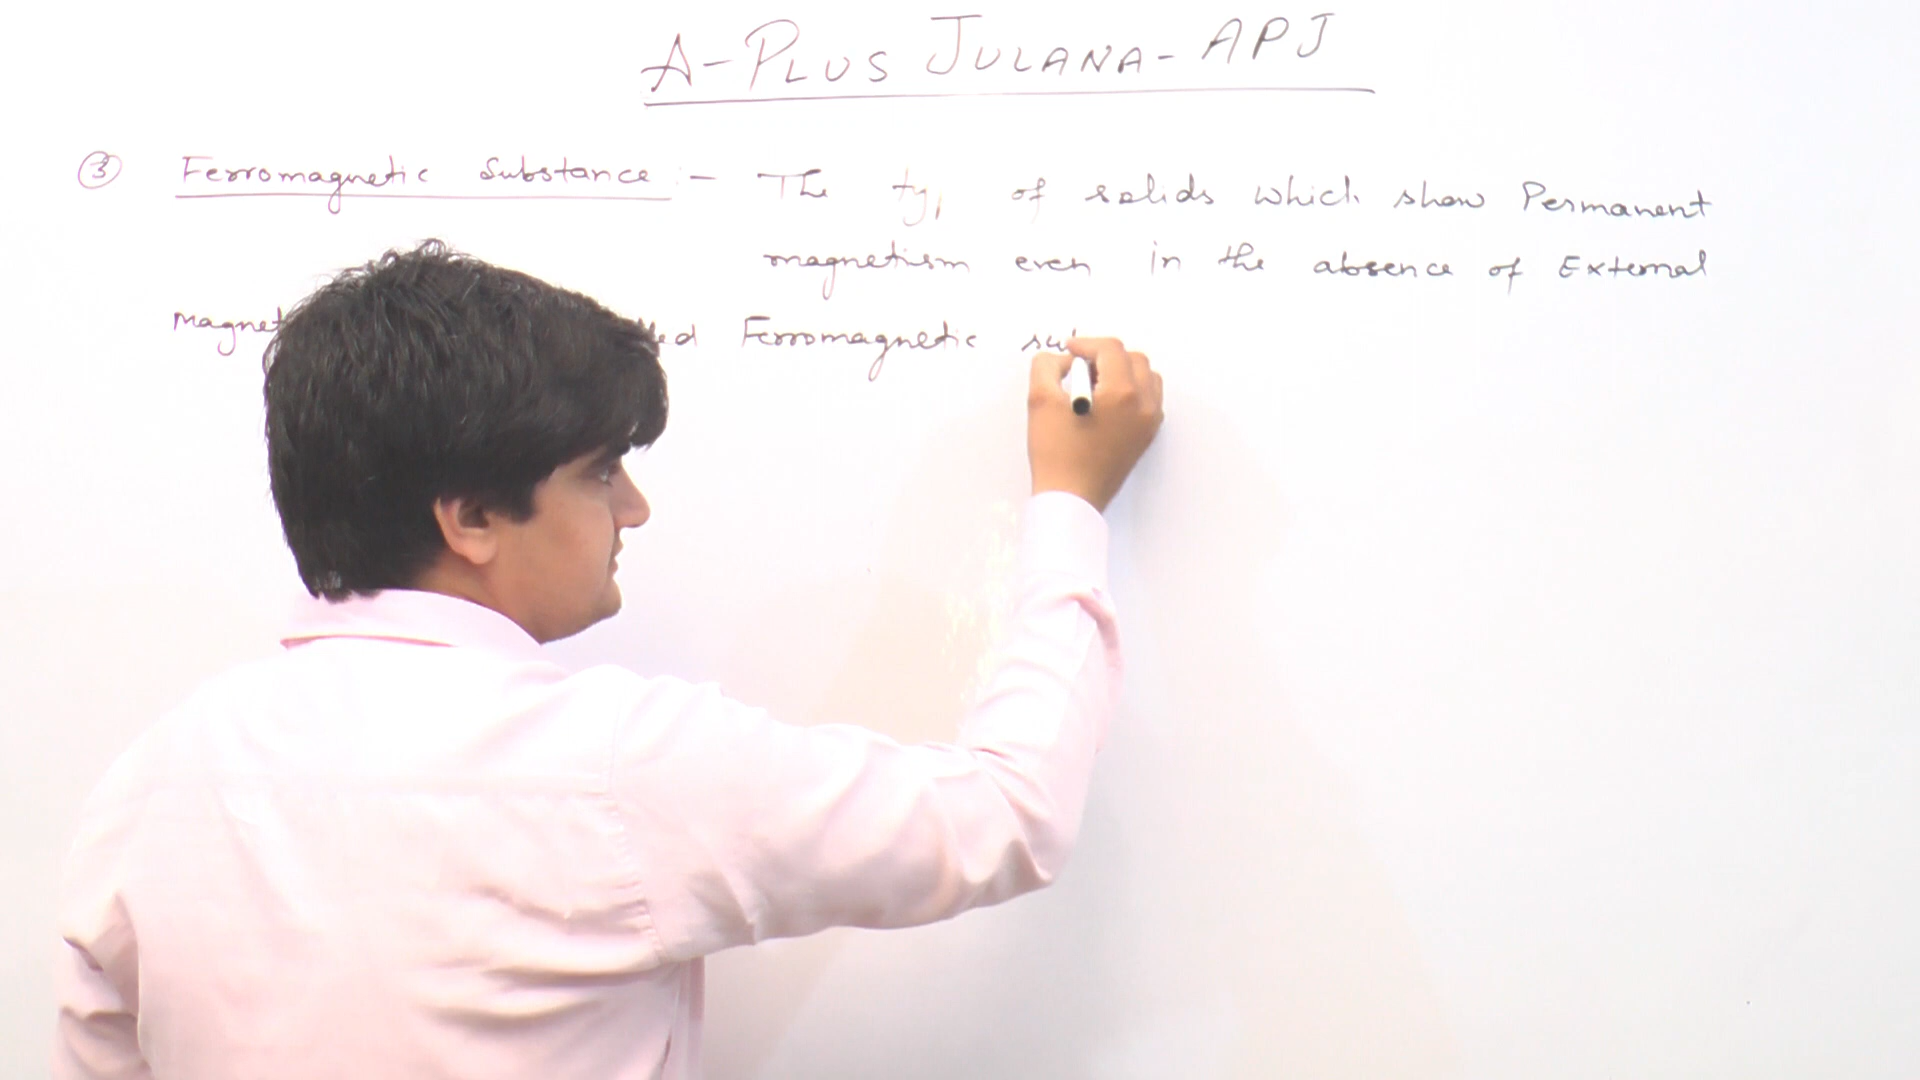 A-PLUS JULANA-APJ
③ Ferromagnetic Substance :- The of solids which show Permanent
magnetism even in the absence of External
Ferromagnetic